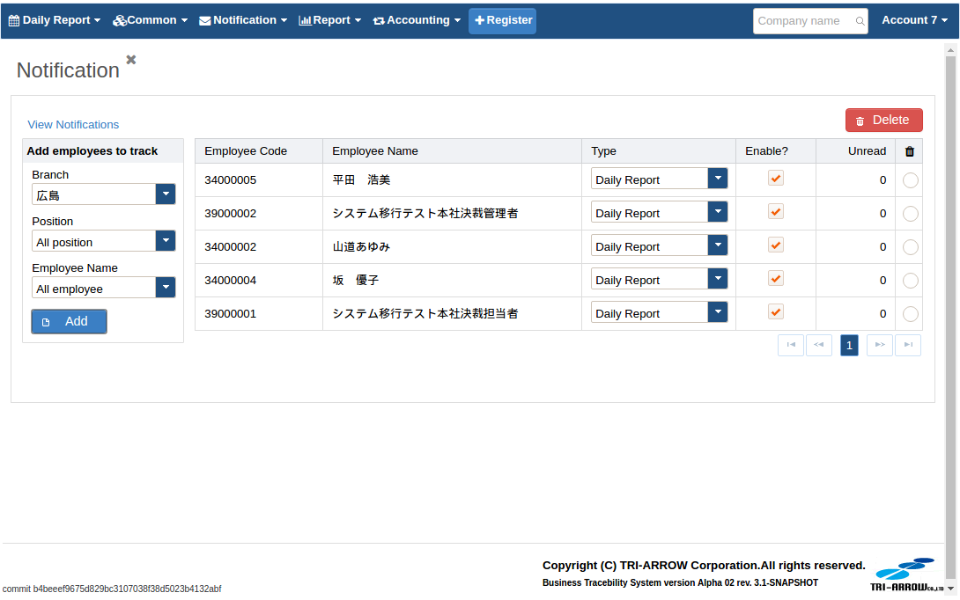 Daily Report Common Notification Report Accounting Register Company name Account 7
Notification
View Notifications
Delete
Add employees to track
Branch
広島
Position
All position
Employee Name
All employee
Add
Employee Code Employee Name Type Enable? Unread
34000005 平田 浩美 Daily Report 0
39000002 システム移行テスト本社決裁管理者 Daily Report 0
34000002 山道あゆみ Daily Report 0
34000004 坂 優子 Daily Report 0
39000001 システム移行テスト本社決裁担当者 Daily Report 0
1
Copyright (C) TRI-ARROW Corporation.All rights reserved.
Business Tracebility System version Alpha 02 rev. 3.1-SNAPSHOT
TRI-ARROW
commit b4beeef9675d829bc3107038f38d5023b4132abf